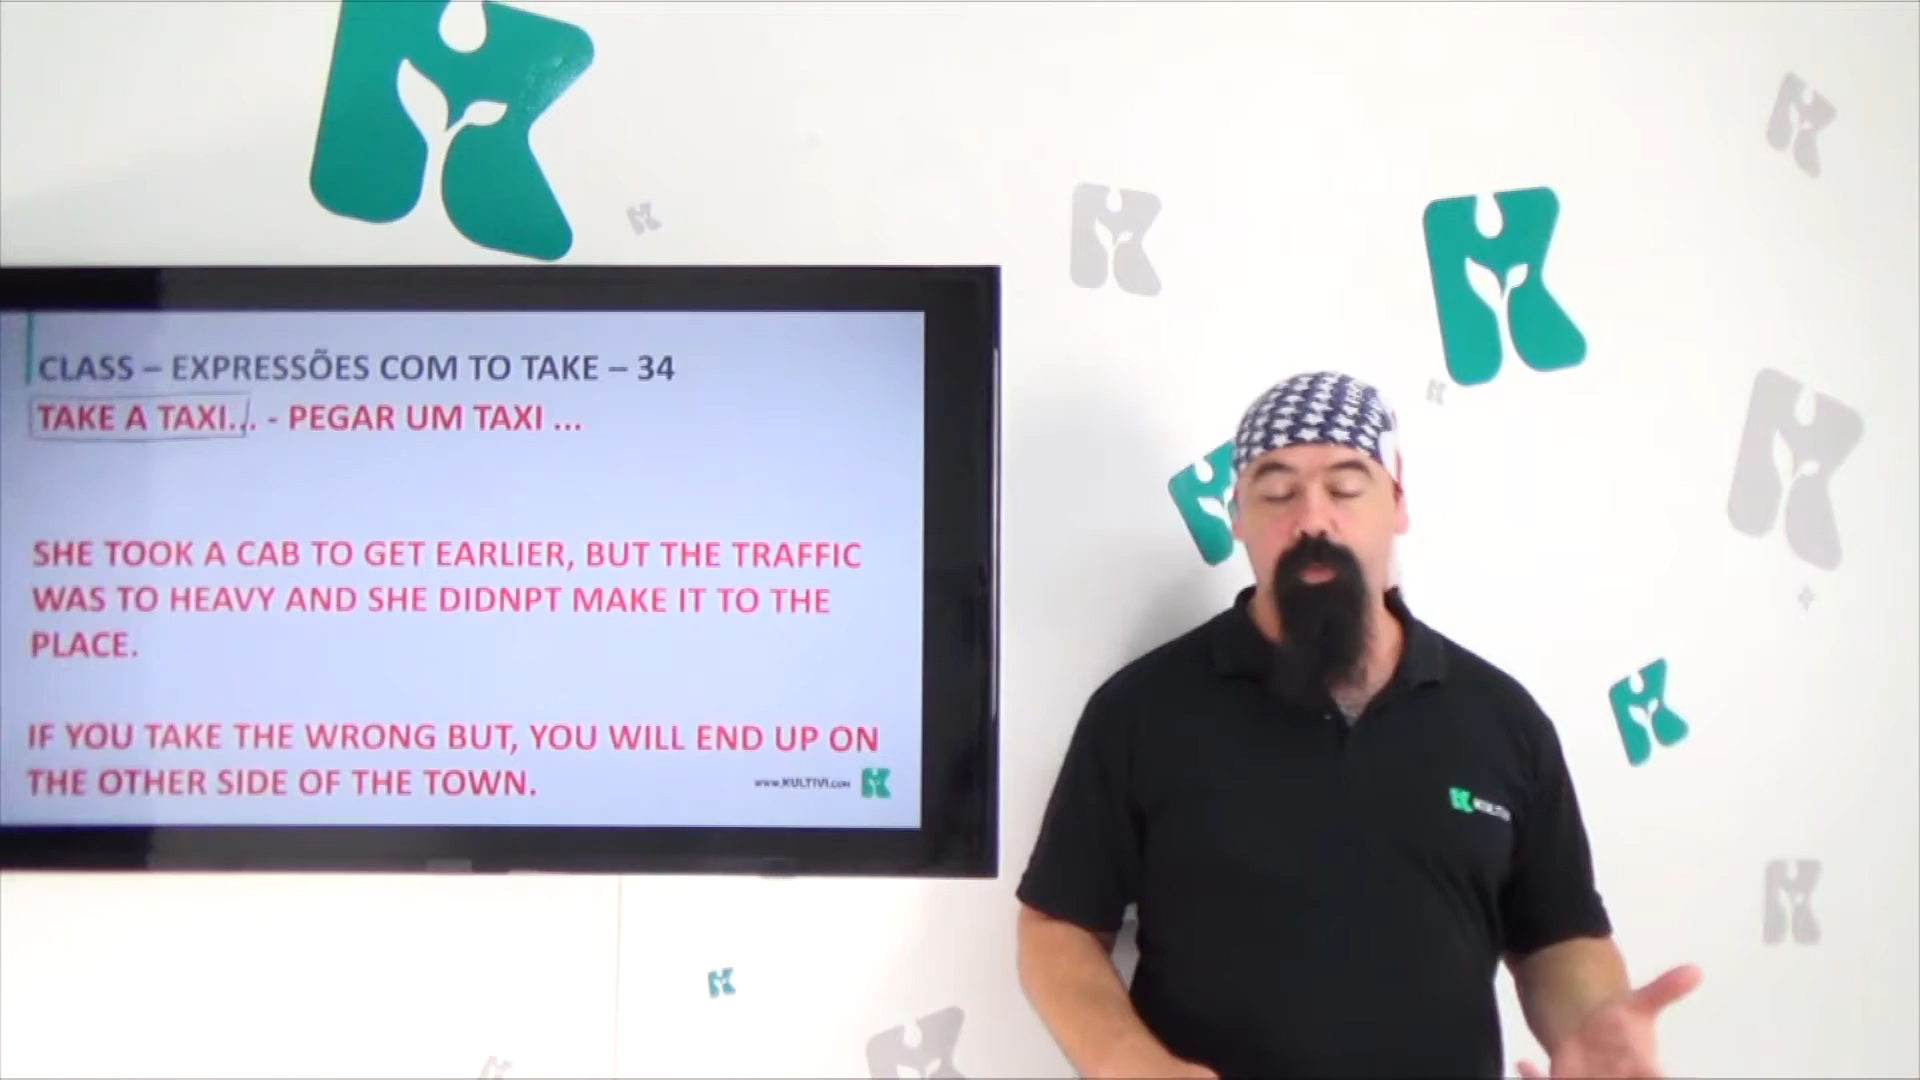 CLASS – EXPRESSÕES COM TO TAKE – 34
TAKE A TAXI... - PEGAR UM TAXI ...
SHE TOOK A CAB TO GET EARLIER, BUT THE TRAFFIC
WAS TO HEAVY AND SHE DIDNPT MAKE IT TO THE
PLACE.
IF YOU TAKE THE WRONG BUT, YOU WILL END UP ON
THE OTHER SIDE OF THE TOWN.
www.KULTIVI.com